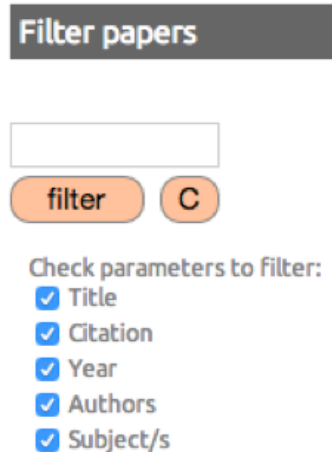 Filter papers
filter C
Check parameters to filter:
Title
Citation
Year
Authors
Subject/s